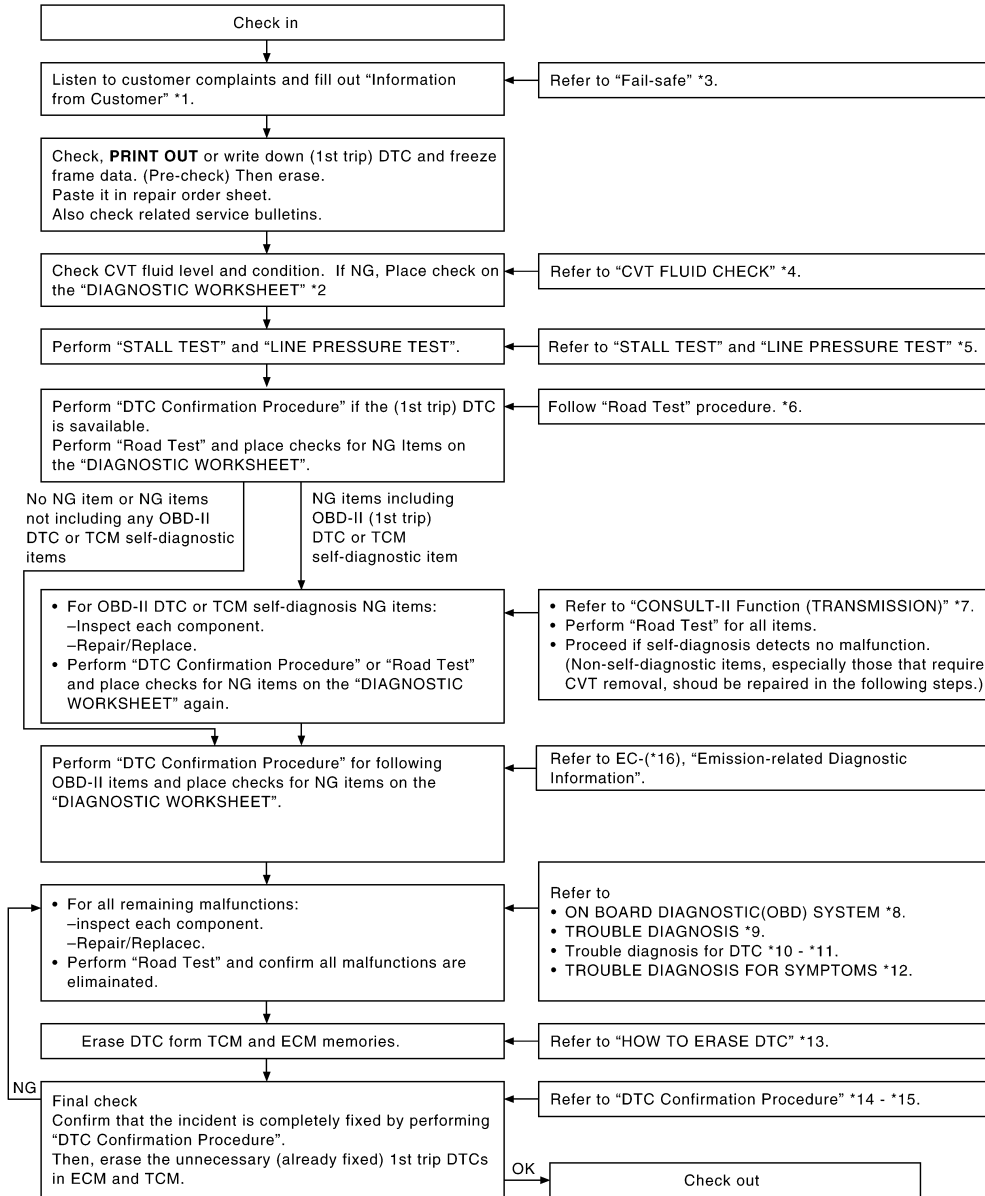 Check in
Listen to customer complaints and fill out “Information
from Customer” *1.
Refer to “Fail-safe” *3.
Check, PRINT OUT or write down (1st trip) DTC and freeze
frame data. (Pre-check) Then erase.
Paste it in repair order sheet.
Also check related service bulletins.
Check CVT fluid level and condition. If NG, Place check on
the “DIAGNOSTIC WORKSHEET” *2
Refer to “CVT FLUID CHECK” *4.
Perform “STALL TEST” and “LINE PRESSURE TEST”.
Refer to “STALL TEST” and “LINE PRESSURE TEST” *5.
Perform “DTC Confirmation Procedure” if the (1st trip) DTC
is savailable.
Perform “Road Test” and place checks for NG Items on
the “DIAGNOSTIC WORKSHEET”.
Follow “Road Test” procedure. *6.
No NG item or NG items
not including any OBD-II
DTC or TCM self-diagnostic
items
NG items including
OBD-II (1st trip)
DTC or TCM
self-diagnostic item
• For OBD-II DTC or TCM self-diagnosis NG items:
–Inspect each component.
–Repair/Replace.
• Perform “DTC Confirmation Procedure” or “Road Test”
and place checks for NG items on the “DIAGNOSTIC
WORKSHEET” again.
• Refer to “CONSULT-II Function (TRANSMISSION)” *7.
• Perform “Road Test” for all items.
• Proceed if self-diagnosis detects no malfunction.
(Non-self-diagnostic items, especially those that require
CVT removal, shoud be repaired in the following steps.)
Perform “DTC Confirmation Procedure” for following
OBD-II items and place checks for NG items on the
“DIAGNOSTIC WORKSHEET”.
Refer to EC-(*16), “Emission-related Diagnostic
Information”.
• For all remaining malfunctions:
–inspect each component.
–Repair/Replacec.
• Perform “Road Test” and confirm all malfunctions are
elimainated.
Refer to
• ON BOARD DIAGNOSTIC(OBD) SYSTEM *8.
• TROUBLE DIAGNOSIS *9.
• Trouble diagnosis for DTC *10 - *11.
• TROUBLE DIAGNOSIS FOR SYMPTOMS *12.
Erase DTC form TCM and ECM memories.
Refer to “HOW TO ERASE DTC” *13.
NG
Final check
Confirm that the incident is completely fixed by performing
“DTC Confirmation Procedure”.
Then, erase the unnecessary (already fixed) 1st trip DTCs
in ECM and TCM.
Refer to “DTC Confirmation Procedure” *14 - *15.
OK
Check out